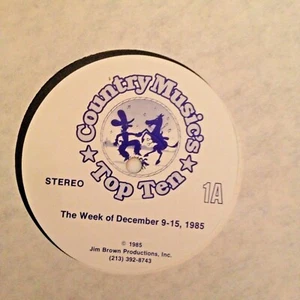 Country Music's
Top Ten
STEREO
1A
The Week of December 9-15, 1985
© 1985
Jim Brown Productions, Inc.
(213) 392-8743